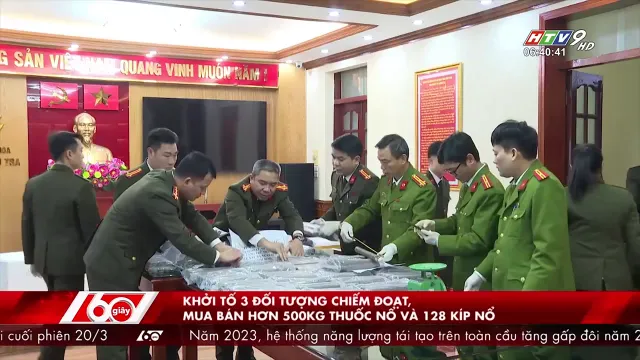 HTV9 HD
06:40:41
G SẢN VIỆT NAM QUANG VINH MUÔN NĂM !
60 giây
KHỞI TỐ 3 ĐỐI TƯỢNG CHIẾM ĐOẠT,
MUA BÁN HƠN 500KG THUỐC NỔ VÀ 128 KÍP NỔ
i cuối phiên 20/3 60 Năm 2023, hệ thống năng lượng tái tạo trên toàn cầu tăng gấp đôi năm 2